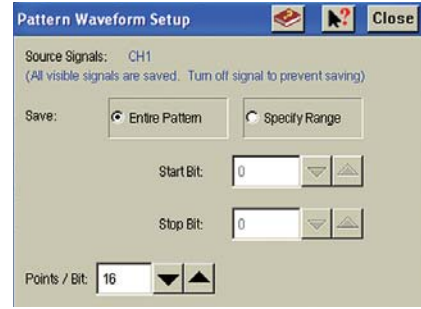 Pattern Waveform Setup ? Close
Source Signals: CH1
(All visible signals are saved. Turn off signal to prevent saving)
Save: Entire Pattern Specify Range
Start Bit: 0
Stop Bit: 0
Points / Bit: 16